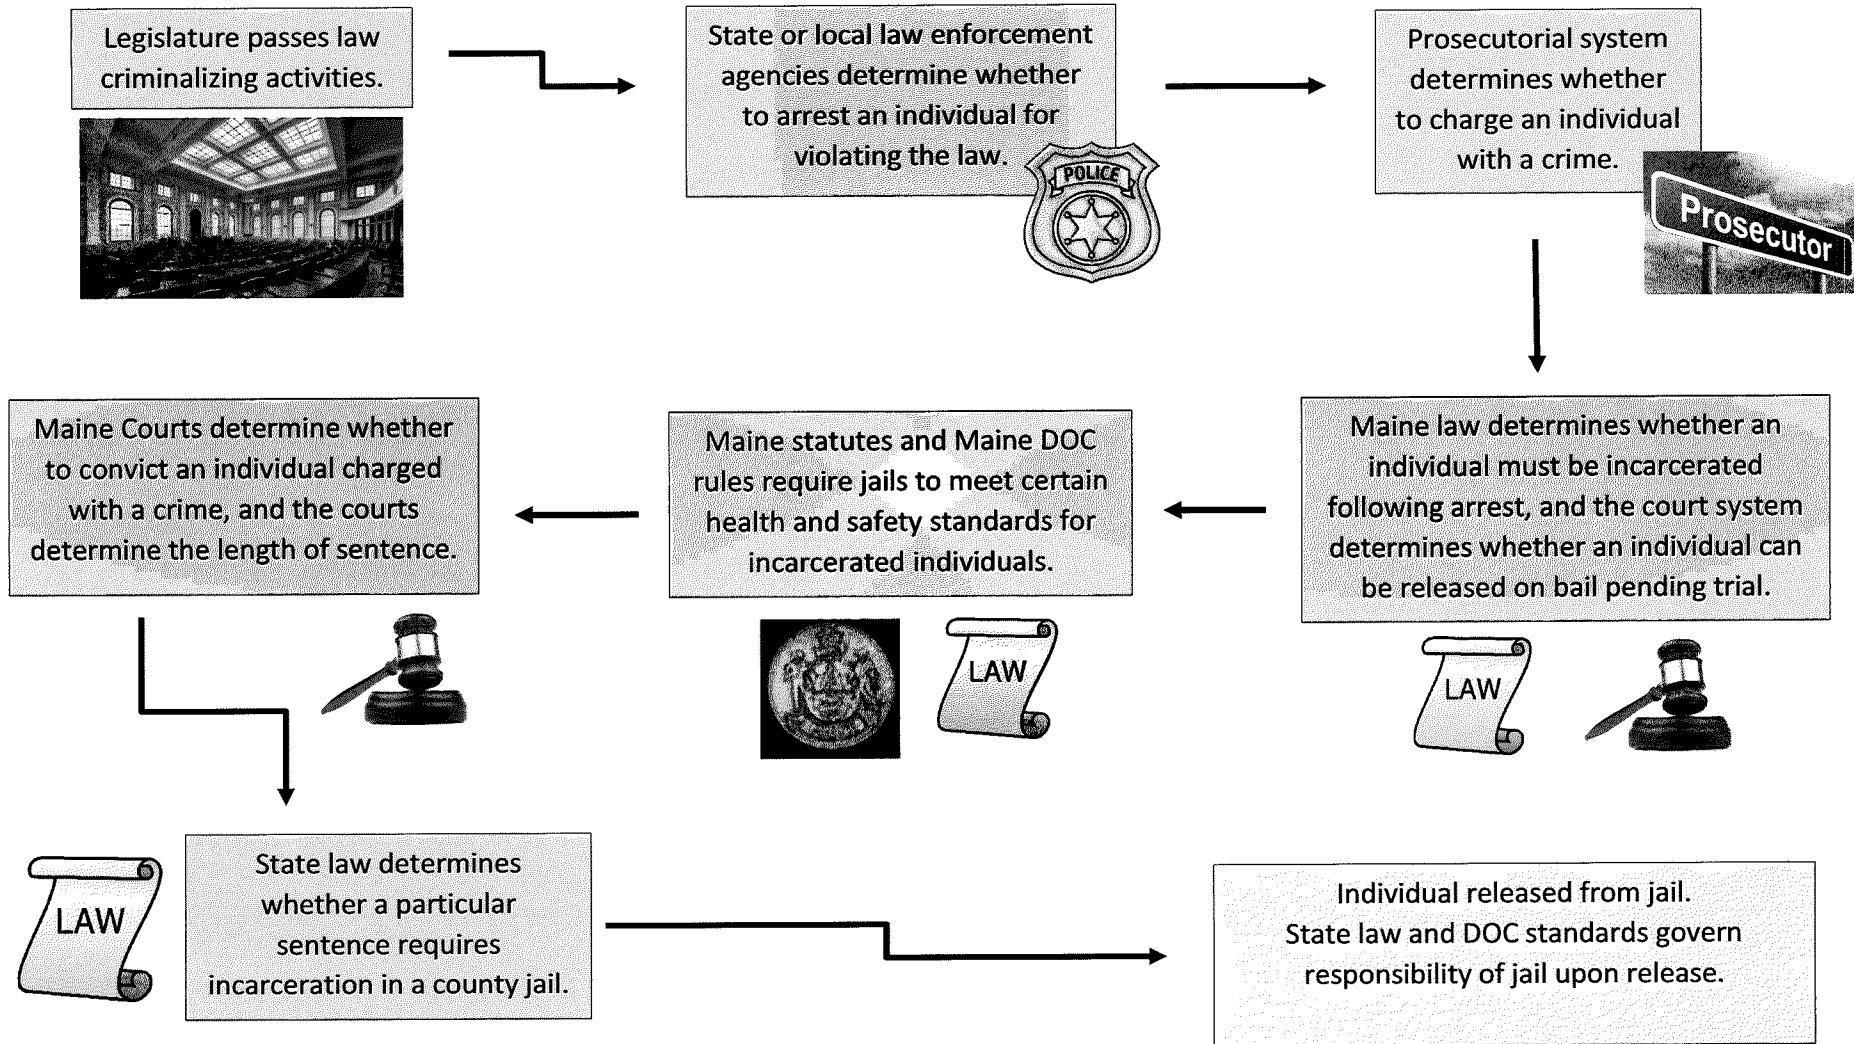 Legislature passes law
criminalizing activities.
State or local law enforcement
agencies determine whether
to arrest an individual for
violating the law.
POLICE
Prosecutorial system
determines whether
to charge an individual
with a crime.
Prosecutor
Maine law determines whether an
individual must be incarcerated
following arrest, and the court system
determines whether an individual can
be released on bail pending trial.
LAW
Maine statutes and Maine DOC
rules require jails to meet certain
health and safety standards for
incarcerated individuals.
LAW
Maine Courts determine whether
to convict an individual charged
with a crime, and the courts
determine the length of sentence.
LAW
State law determines
whether a particular
sentence requires
incarceration in a county jail.
Individual released from jail.
State law and DOC standards govern
responsibility of jail upon release.